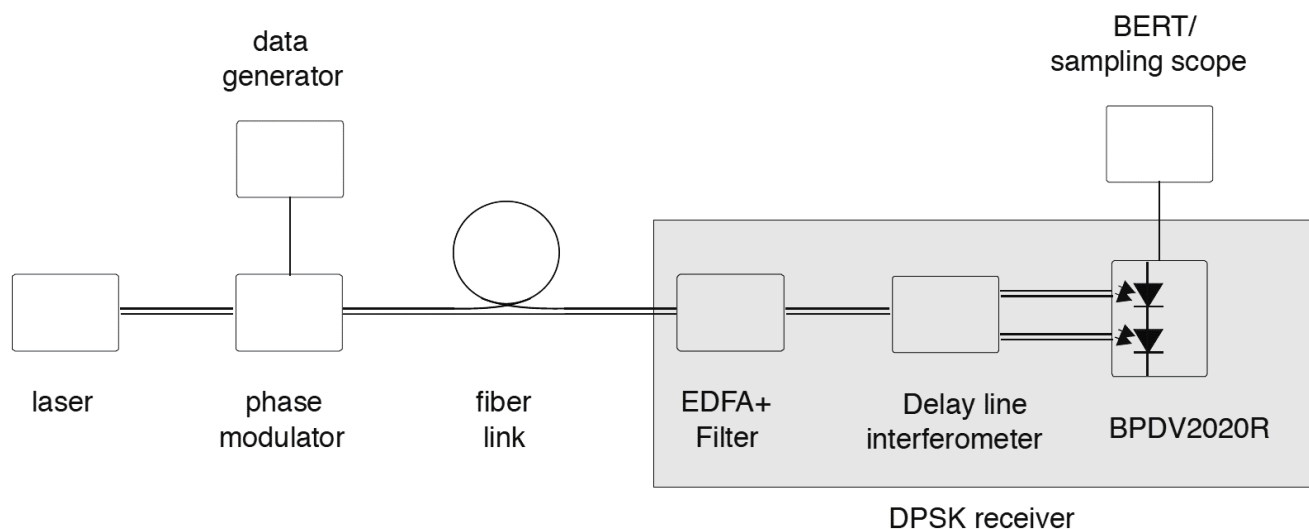 data
generator
BERT/
sampling scope
laser
phase
modulator
fiber
link
EDFA+
Filter
Delay line
interferometer
BPDV2020R
DPSK receiver